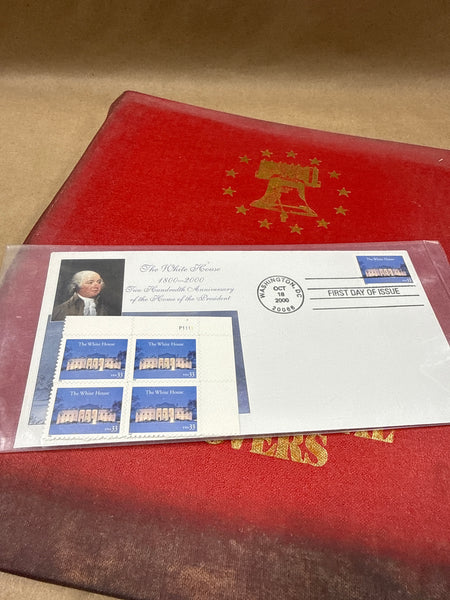 The White House
1800–2000
Two Hundredth Anniversary
of the Home of the President
WASHINGTON, DC
OCT
18
2000
20066
FIRST DAY OF ISSUE
The White House
33
P1111
The White House
USA 33
The White House
USA 33
The White House
USA 33
The White House
USA 33
VERS